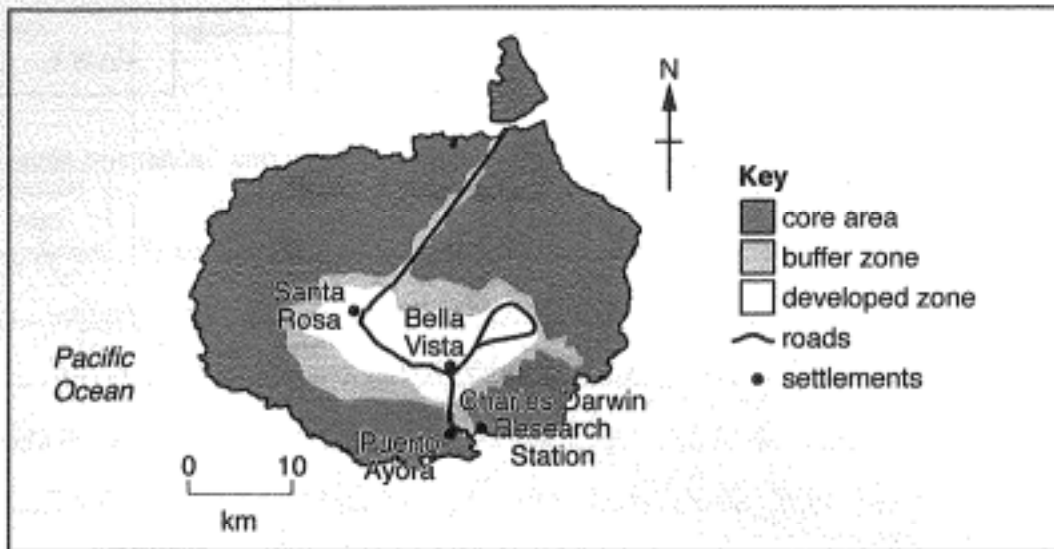 N
Key
core area
buffer zone
developed zone
roads
settlements
Santa
Rosa
Bella
Vista
Pacific
Ocean
Charles Darwin
Research
Station
Puerto
Ayora
0 10
km